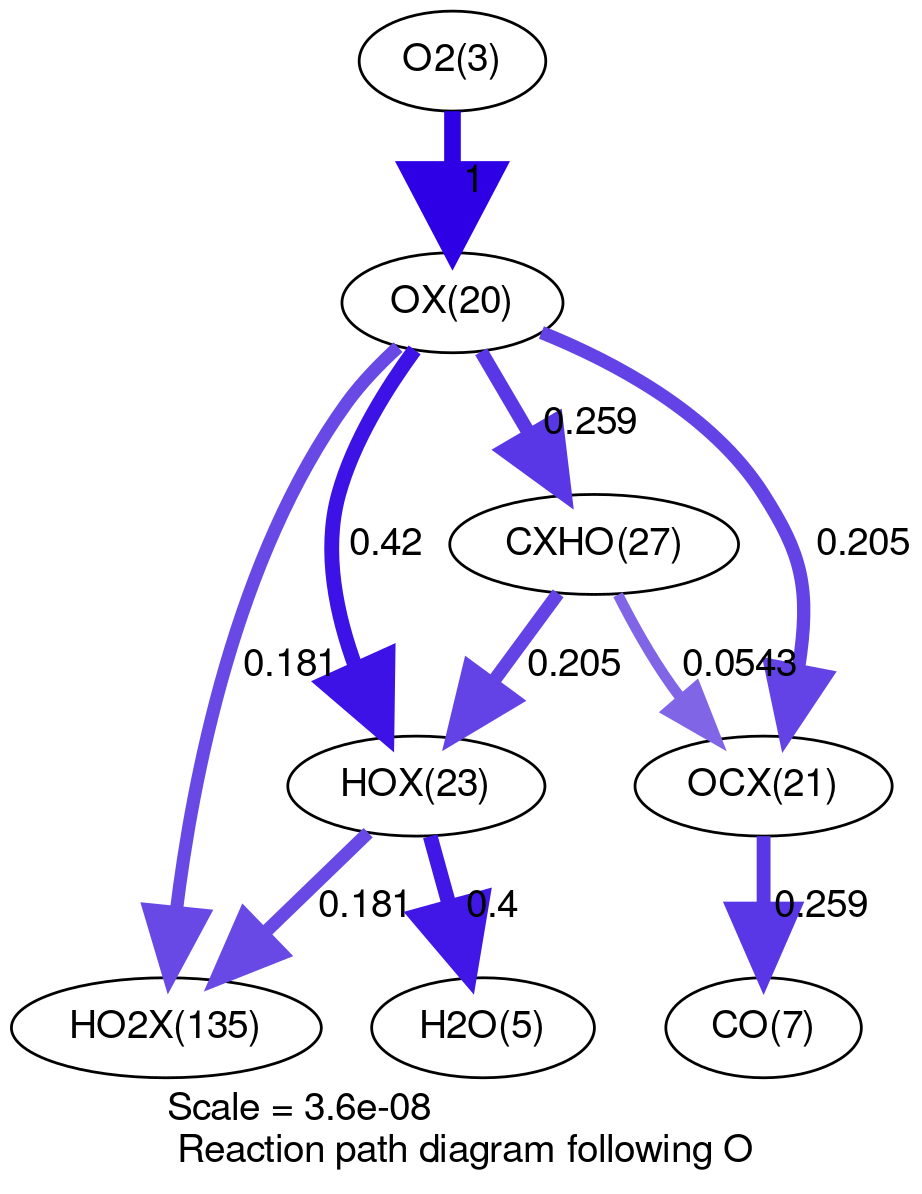 O2(3)
1
OX(20)
0.259
0.42
CXHO(27)
0.205
0.181
0.205
0.0543
HOX(23)
OCX(21)
0.181
0.4
0.259
HO2X(135)
H2O(5)
CO(7)
Scale = 3.6e-08
Reaction path diagram following O